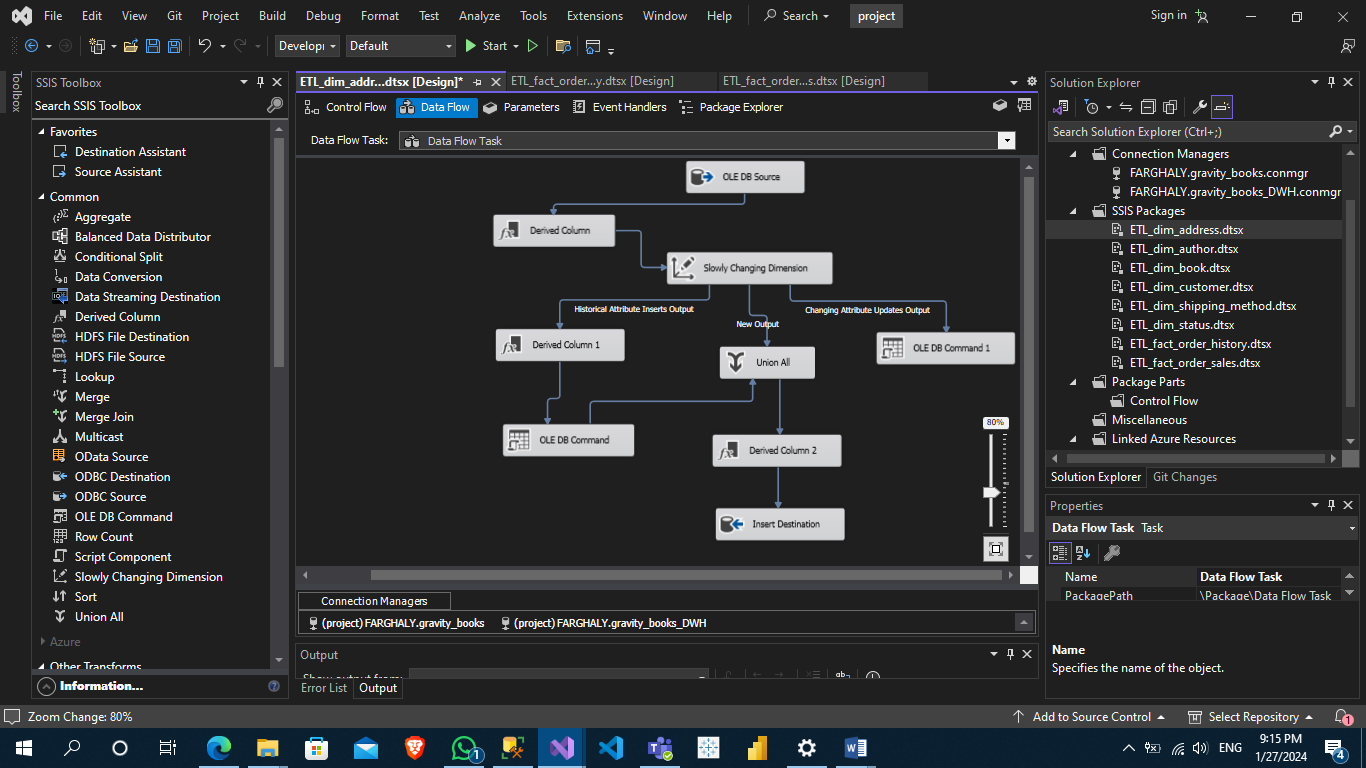 File Edit View Git Project Build Debug Format Test Analyze Tools Extensions Window Help Search project Sign in
Develop Default Start
Toolbox
SSIS Toolbox
Search SSIS Toolbox
Favorites
Destination Assistant
Source Assistant
Common
Aggregate
Balanced Data Distributor
Conditional Split
Data Conversion
Data Streaming Destination
Derived Column
HDFS File Destination
HDFS File Source
Lookup
Merge
Merge Join
Multicast
OData Source
ODBC Destination
ODBC Source
OLE DB Command
Row Count
Script Component
Slowly Changing Dimension
Sort
Union All
Azure
Other Transforms
Information...
ETL_dim_addr...dtsx [Design]* ETL_fact_order...y.dtsx [Design] ETL_fact_order...s.dtsx [Design]
Control Flow Data Flow Parameters Event Handlers Package Explorer
Data Flow Task: Data Flow Task
OLE DB Source
Derived Column
Slowly Changing Dimension
Historical Attribute Inserts Output
New Output
Changing Attribute Updates Output
Derived Column 1
Union All
OLE DB Command 1
OLE DB Command
Derived Column 2
Insert Destination
80%
Connection Managers
(project) FARGHALY.gravity_books (project) FARGHALY.gravity_books_DWH
Output
Show output from:
Error List Output
Solution Explorer
Search Solution Explorer (Ctrl+;)
Connection Managers
FARGHALY.gravity_books.conmgr
FARGHALY.gravity_books_DWH.conmgr
SSIS Packages
ETL_dim_address.dtsx
ETL_dim_author.dtsx
ETL_dim_book.dtsx
ETL_dim_customer.dtsx
ETL_dim_shipping_method.dtsx
ETL_dim_status.dtsx
ETL_fact_order_history.dtsx
ETL_fact_order_sales.dtsx
Package Parts
Control Flow
Miscellaneous
Linked Azure Resources
Solution Explorer Git Changes
Properties
Data Flow Task Task
Name Data Flow Task
PackagePath \Package\Data Flow Task
Name
Specifies the name of the object.
Zoom Change: 80% Add to Source Control Select Repository 1
1 ENG 9:15 PM 1/27/2024 4